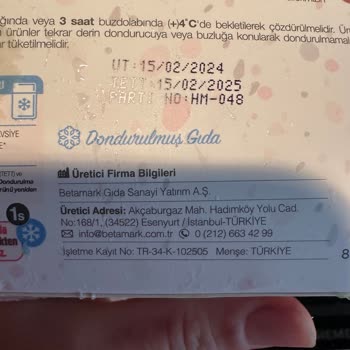 ığında veya 3 saat buzdolabında (+)4°C'de bekletilerek çözdürülmelidir.
ürünler tekrar derin dondurucuya veya buzluğa konularak dondurulmamalı
tüketilmelidir.
ÜT:15/02/2024
TETT:15/02/2025
PARTİ NO:HM-048
Dondurulmuş Gıda
Üretici Firma Bilgileri
Betamark Gıda Sanayi Yatırım A.Ş.
Üretici Adresi: Akçaburgaz Mah. Hadımköy Yolu Cad.
No:168/1, (34522) Esenyurt / İstanbul-TÜRKİYE
info@betamark.com.tr 0 (212) 663 42 99
İşletme Kayıt No: TR-34-K-102505 Menşe: TÜRKİYE
1s